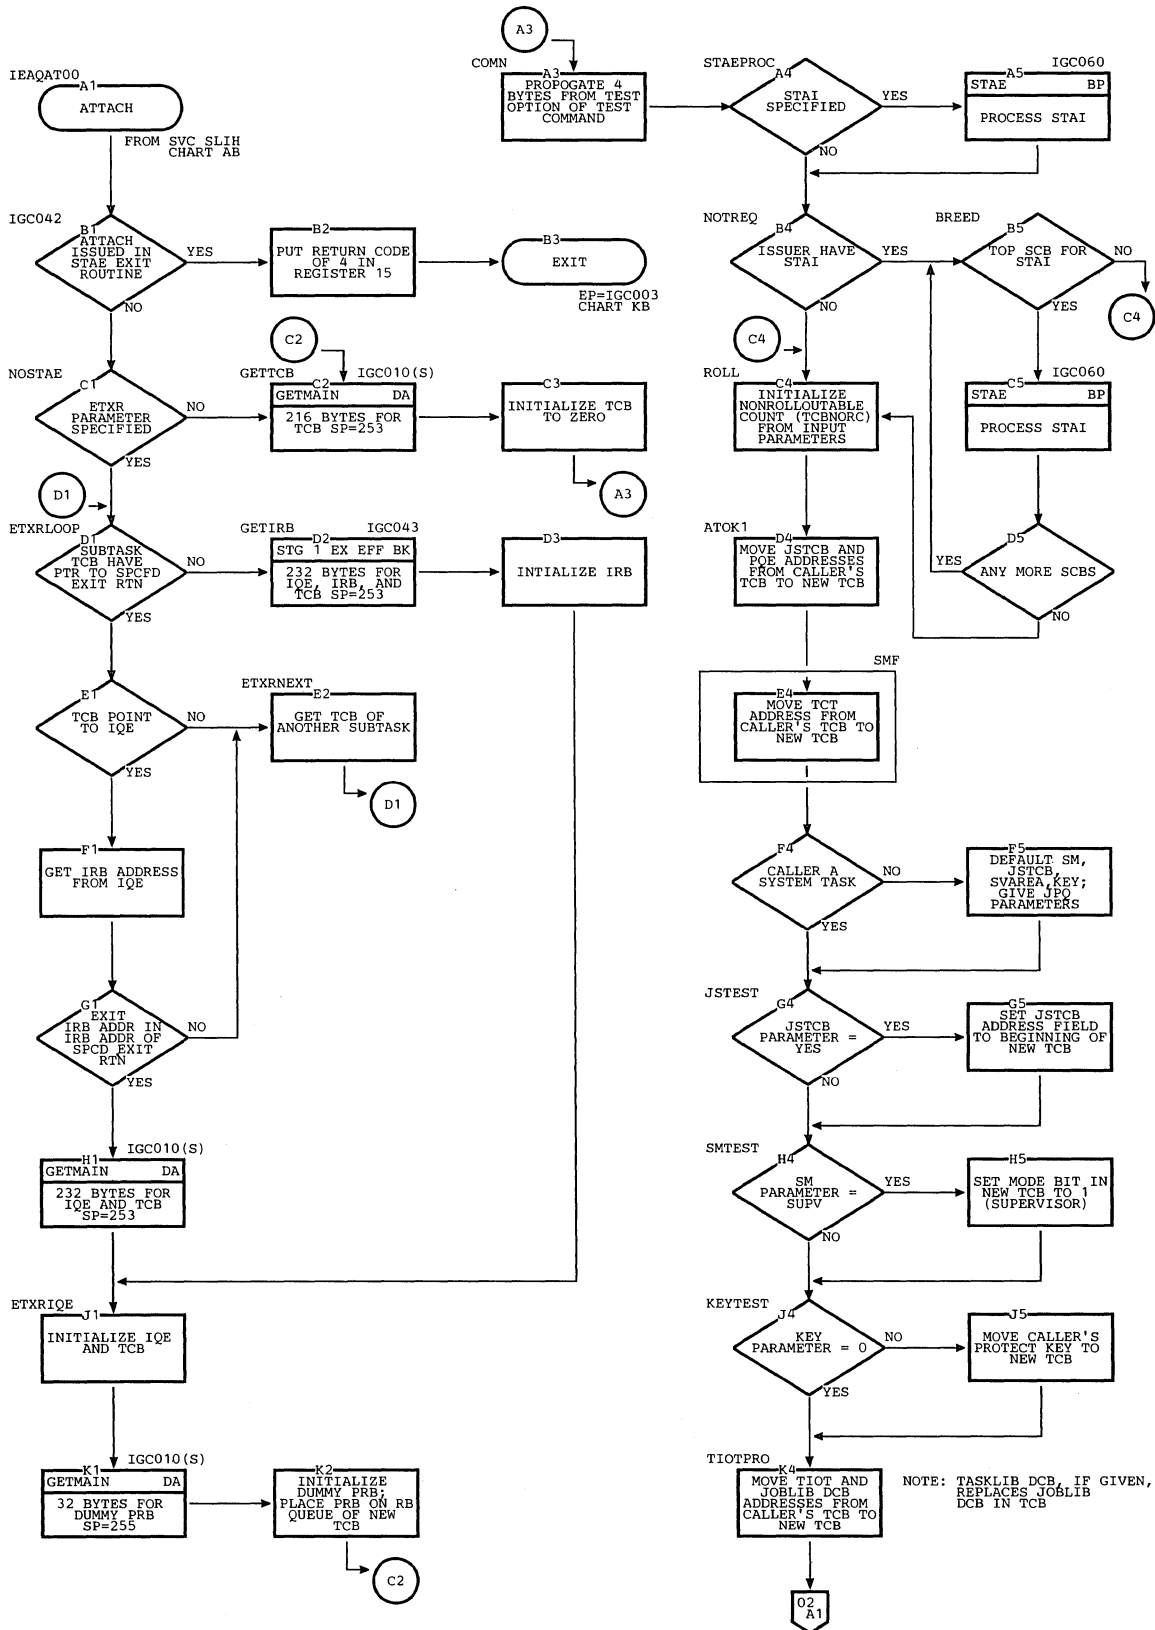 IEAQAT00
A1
ATTACH
FROM SVC SLIH
CHART AB
IGC042
B1
ATTACH
ISSUED IN
STAE EXIT
ROUTINE
YES
NO
B2
PUT RETURN CODE
OF 4 IN
REGISTER 15
B3
EXIT
EP=IGC003
CHART KB
NOSTAE
C1
ETXR
PARAMETER
SPECIFIED
NO
YES
C2
GETTCB
IGC010(S)
C2
GETMAIN DA
216 BYTES FOR
TCB SP=253
C3
INITIALIZE TCB
TO ZERO
A3
D1
ETXRLOOP
D1
SUBTASK
TCB HAVE
PTR TO SPCFD
EXIT RTN
NO
YES
GETIRB
IGC043
D2
STG 1 EX EFF BK
232 BYTES FOR
IQE, IRB, AND
TCB SP=253
D3
INTIALIZE IRB
E1
TCB POINT
TO IQE
NO
YES
ETXRNEXT
E2
GET TCB OF
ANOTHER SUBTASK
D1
F1
GET IRB ADDRESS
FROM IQE
G1
EXIT
IRB ADDR IN
IRB ADDR OF
SPCD EXIT
RTN
NO
YES
IGC010(S)
H1
GETMAIN DA
232 BYTES FOR
IQE AND TCB
SP=253
ETXRIQE
J1
INITIALIZE IQE
AND TCB
IGC010(S)
K1
GETMAIN DA
32 BYTES FOR
DUMMY PRB
SP=255
K2
INITIALIZE
DUMMY PRB;
PLACE PRB ON RB
QUEUE OF NEW
TCB
C2
A3
COMN
A3
PROPOGATE 4
BYTES FROM TEST
OPTION OF TEST
COMMAND
STAEPROC
A4
STAI
SPECIFIED
YES
NO
IGC060
A5
STAE BP
PROCESS STAI
NOTREQ
B4
ISSUER HAVE
STAI
YES
NO
BREED
B5
TOP SCB FOR
STAI
NO
YES
C4
C4
ROLL
C4
INITIALIZE
NONROLLOUTABLE
COUNT (TCBNORC)
FROM INPUT
PARAMETERS
IGC060
C5
STAE BP
PROCESS STAI
ATOK1
D4
MOVE JSTCB AND
PQE ADDRESSES
FROM CALLER'S
TCB TO NEW TCB
D5
ANY MORE SCBS
YES
NO
SMF
E4
MOVE TCT
ADDRESS FROM
CALLER'S TCB TO
NEW TCB
F4
CALLER A
SYSTEM TASK
NO
YES
F5
DEFAULT SM,
JSTCB,
SVAREA,KEY;
GIVE JPQ
PARAMETERS
JSTEST
G4
JSTCB
PARAMETER =
YES
YES
NO
G5
SET JSTCB
ADDRESS FIELD
TO BEGINNING OF
NEW TCB
SMTEST
H4
SM
PARAMETER =
SUPV
YES
NO
H5
SET MODE BIT IN
NEW TCB TO 1
(SUPERVISOR)
KEYTEST
J4
KEY
PARAMETER = 0
NO
YES
J5
MOVE CALLER'S
PROTECT KEY TO
NEW TCB
TIOTPRO
K4
MOVE TIOT AND
JOBLIB DCB
ADDRESSES FROM
CALLER'S TCB TO
NEW TCB
NOTE: TASKLIB DCB, IF GIVEN,
REPLACES JOBLIB
DCB IN TCB
02
A1